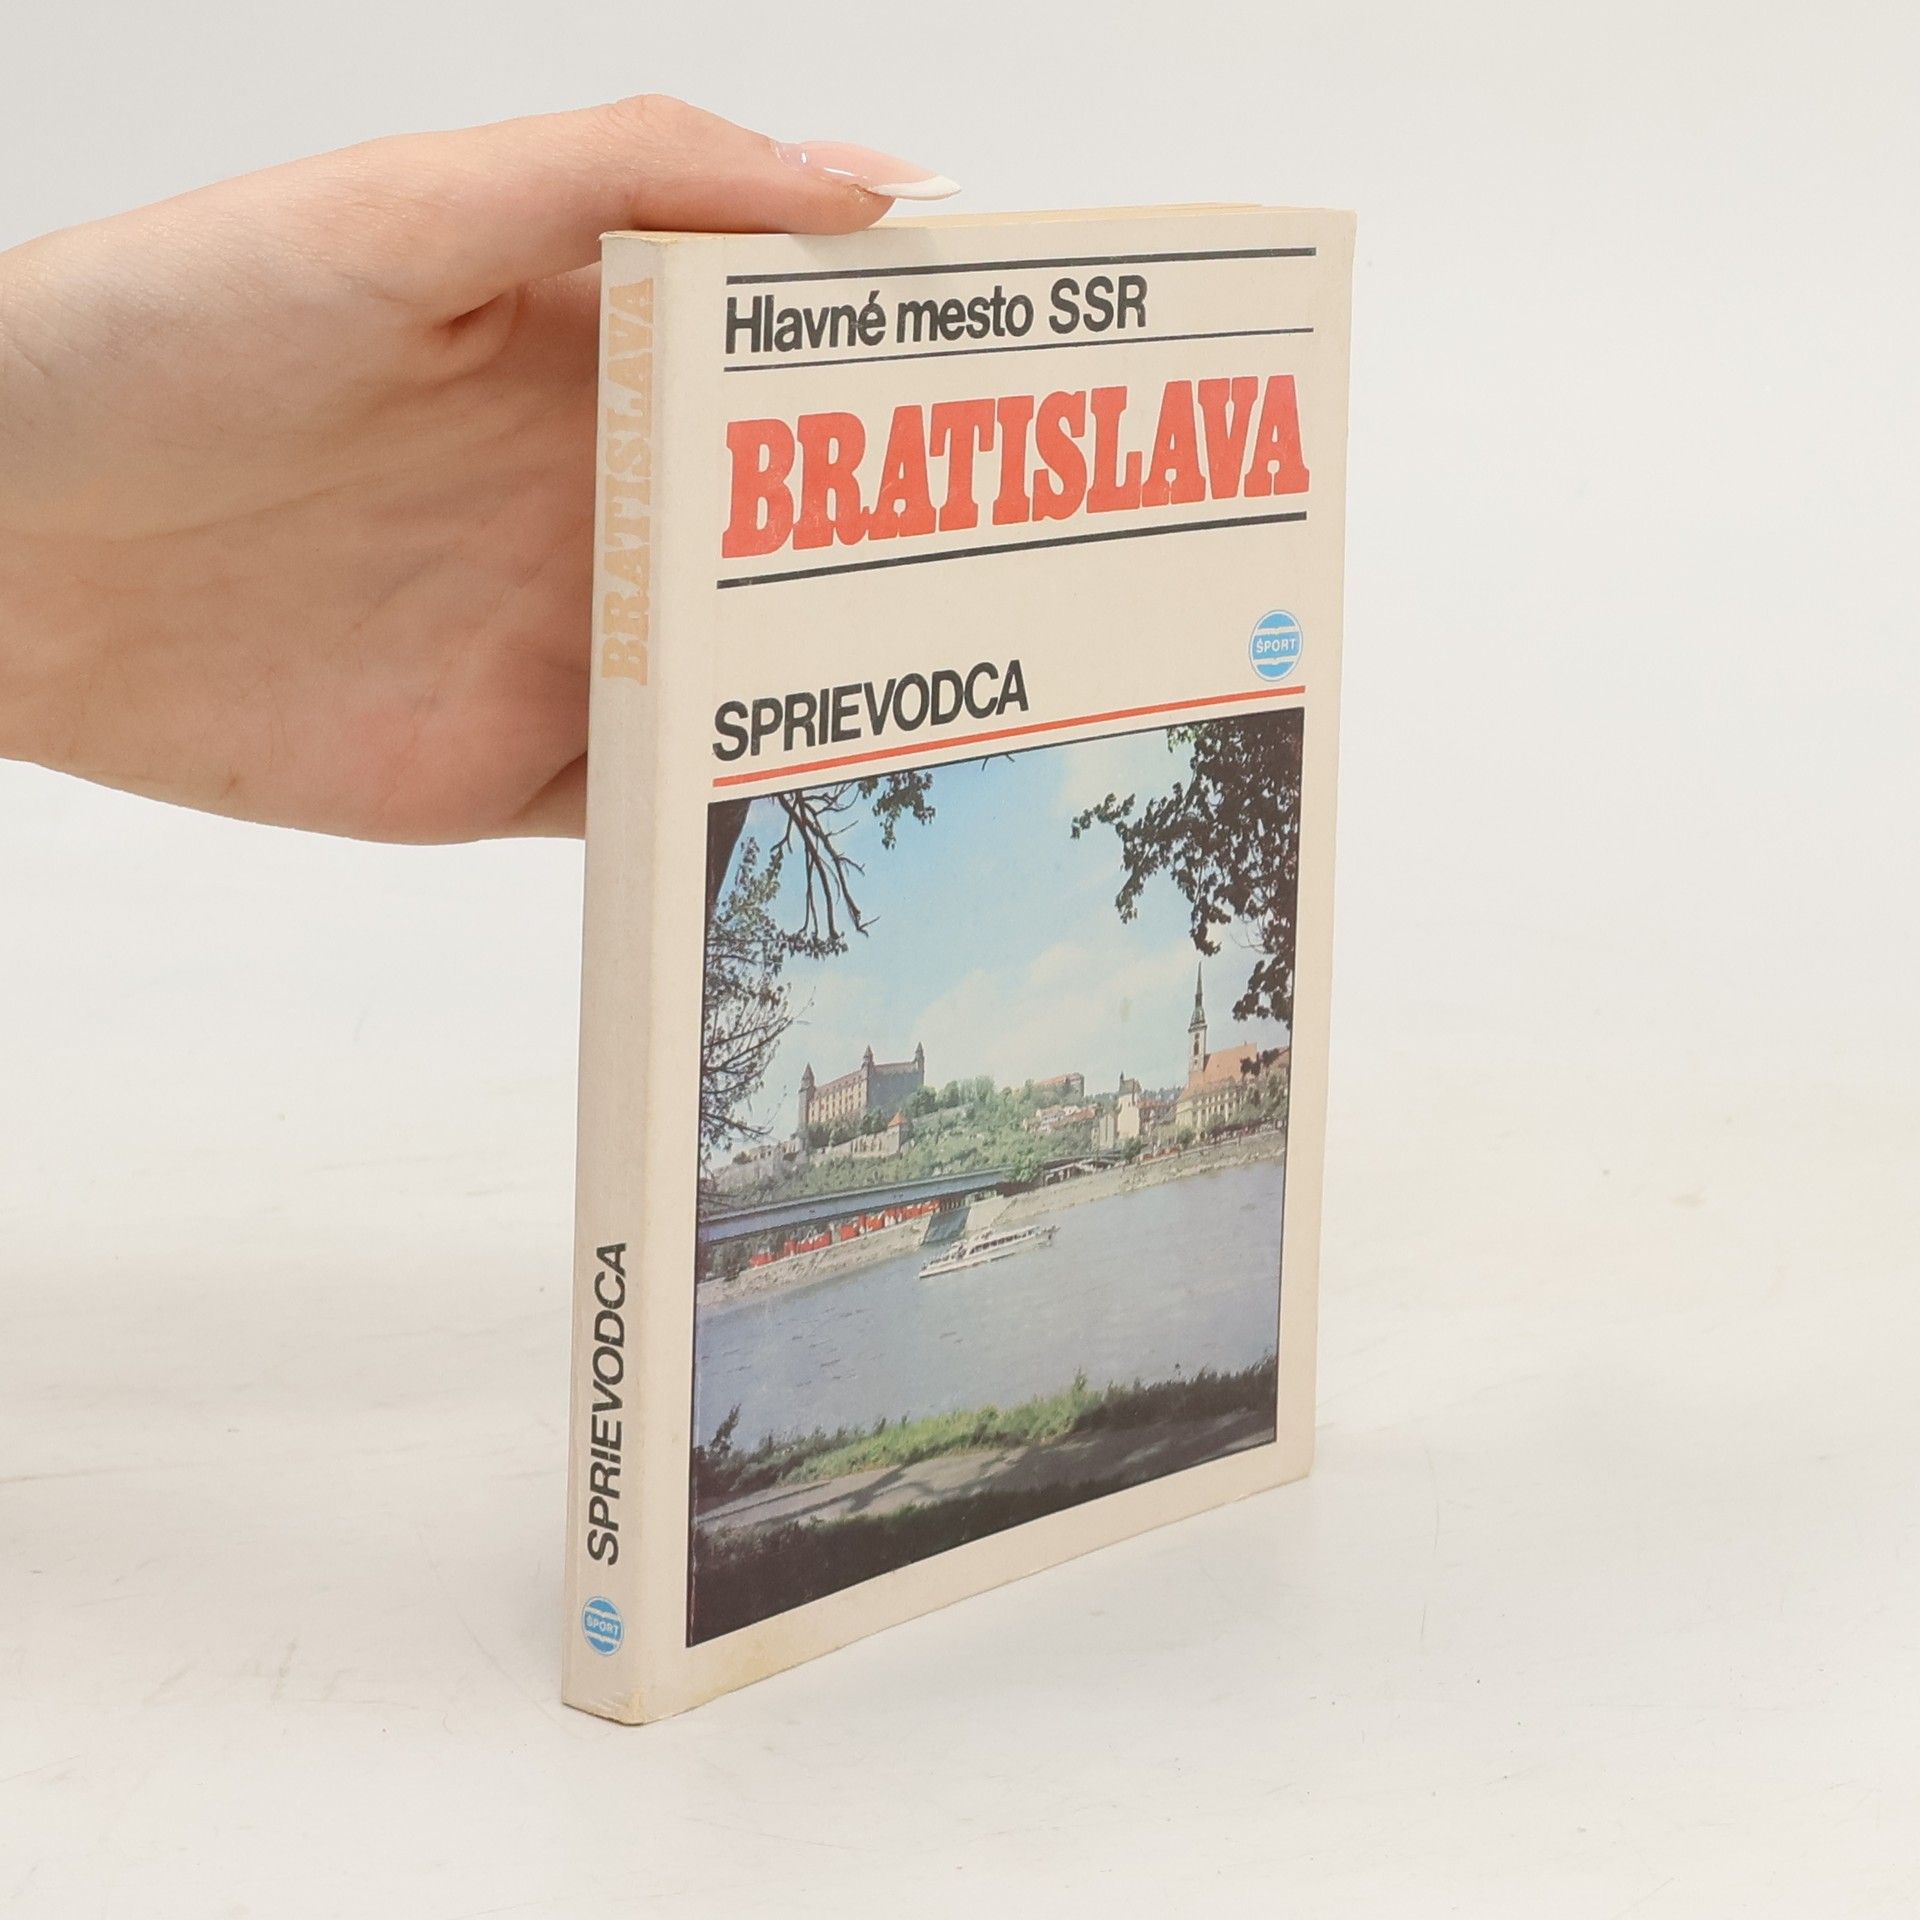 Hlavné mesto SSR
BRATISLAVA
ŠPORT
SPRIEVODCA
BRATISLAVA
SPRIEVODCA
ŠPORT